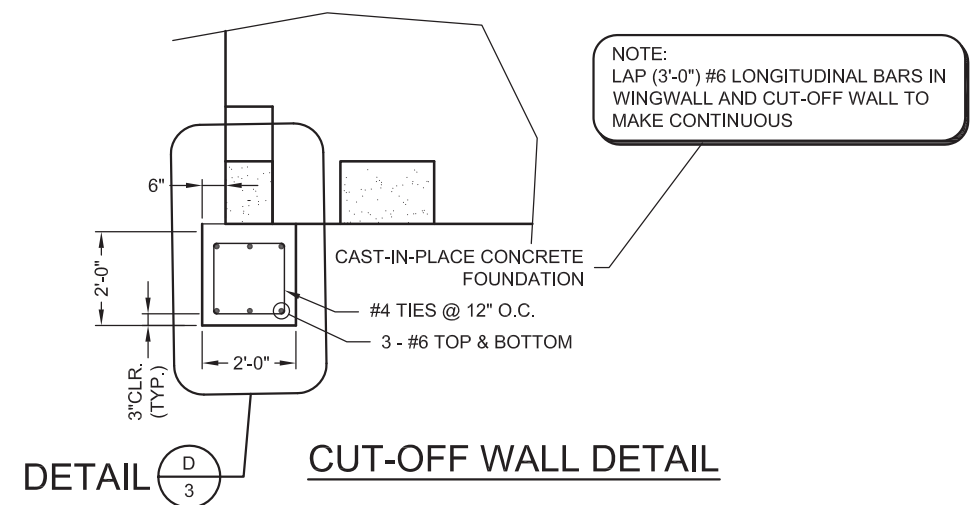 NOTE:
LAP (3'-0") #6 LONGITUDINAL BARS IN
WINGWALL AND CUT-OFF WALL TO
MAKE CONTINUOUS
6"
CAST-IN-PLACE CONCRETE
FOUNDATION
2'-0"
#4 TIES @ 12" O.C.
3 - #6 TOP & BOTTOM
2'-0"
3"CLR.
(TYP.)
DETAIL
D
3
CUT-OFF WALL DETAIL